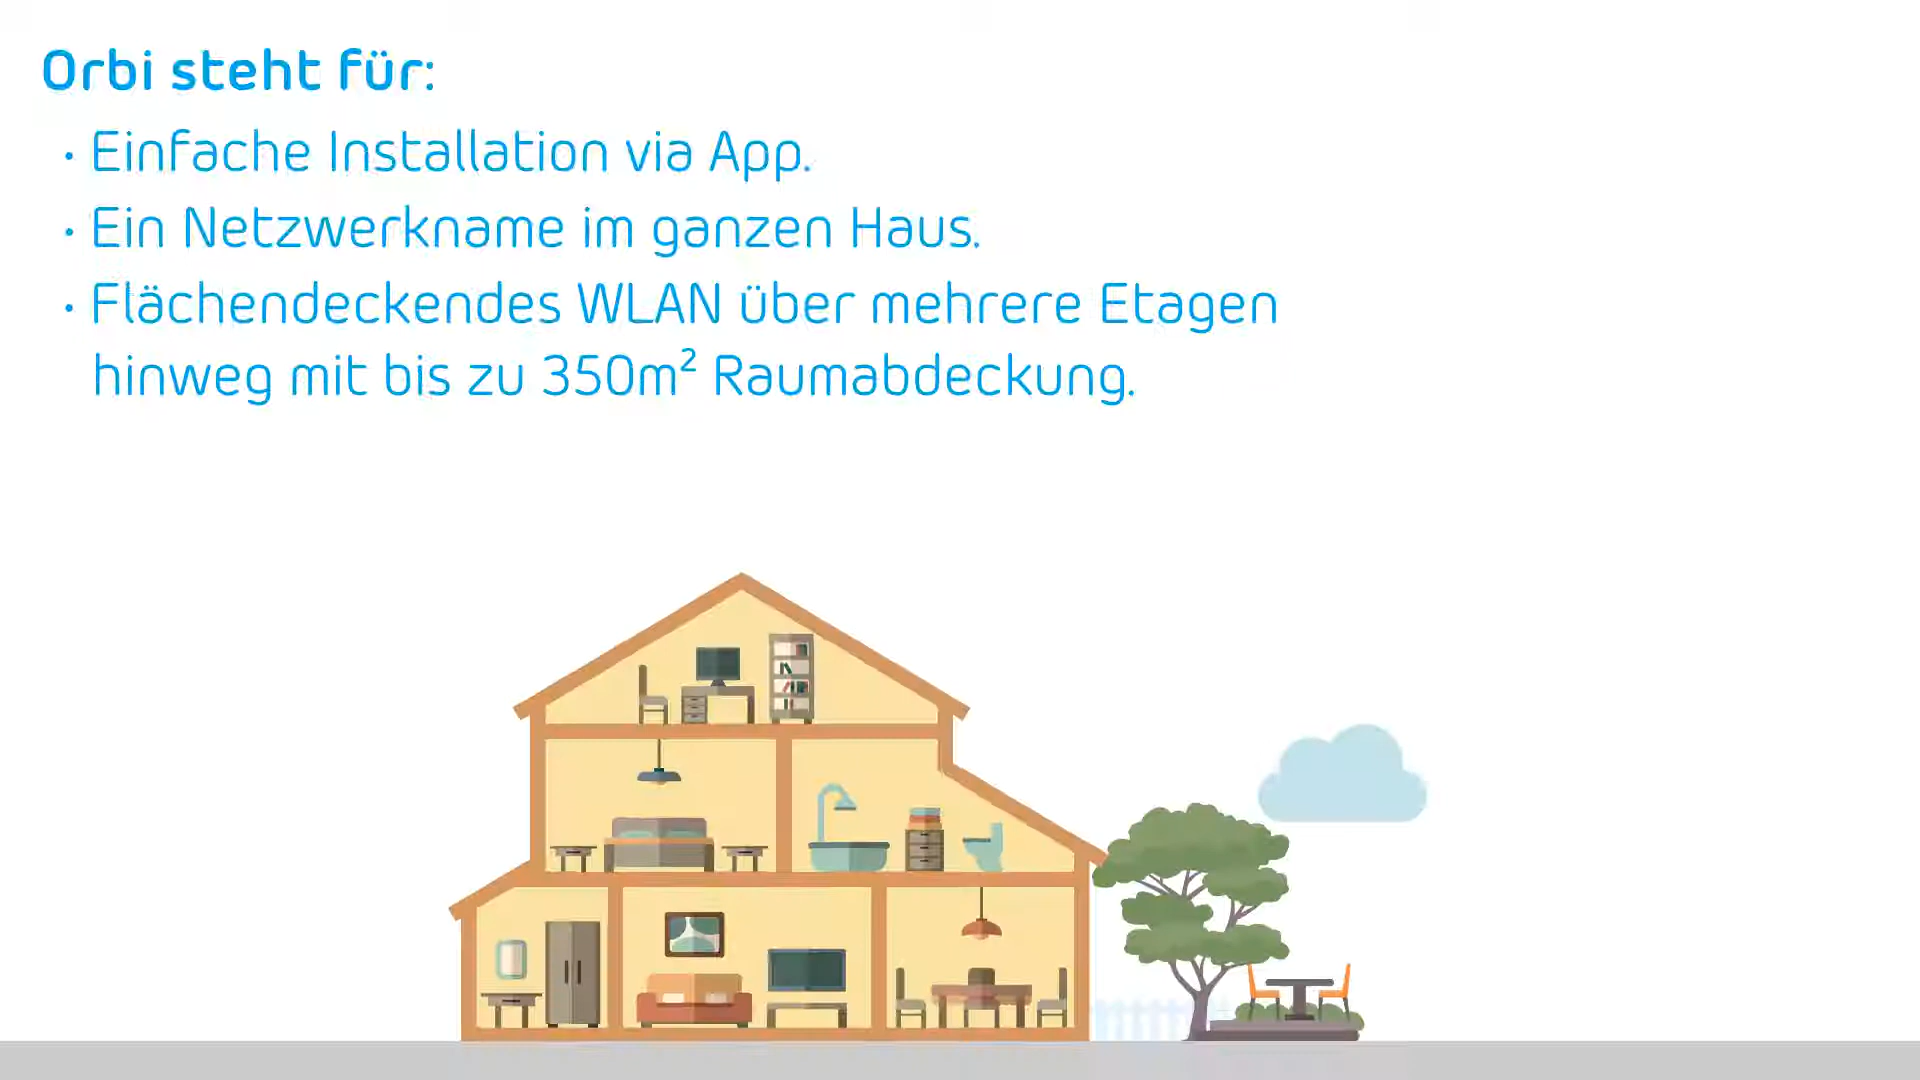 Orbi steht für:
· Einfache Installation via App.
· Ein Netzwerkname im ganzen Haus.
· Flächendeckendes WLAN über mehrere Etagen
hinweg mit bis zu 350m² Raumabdeckung.